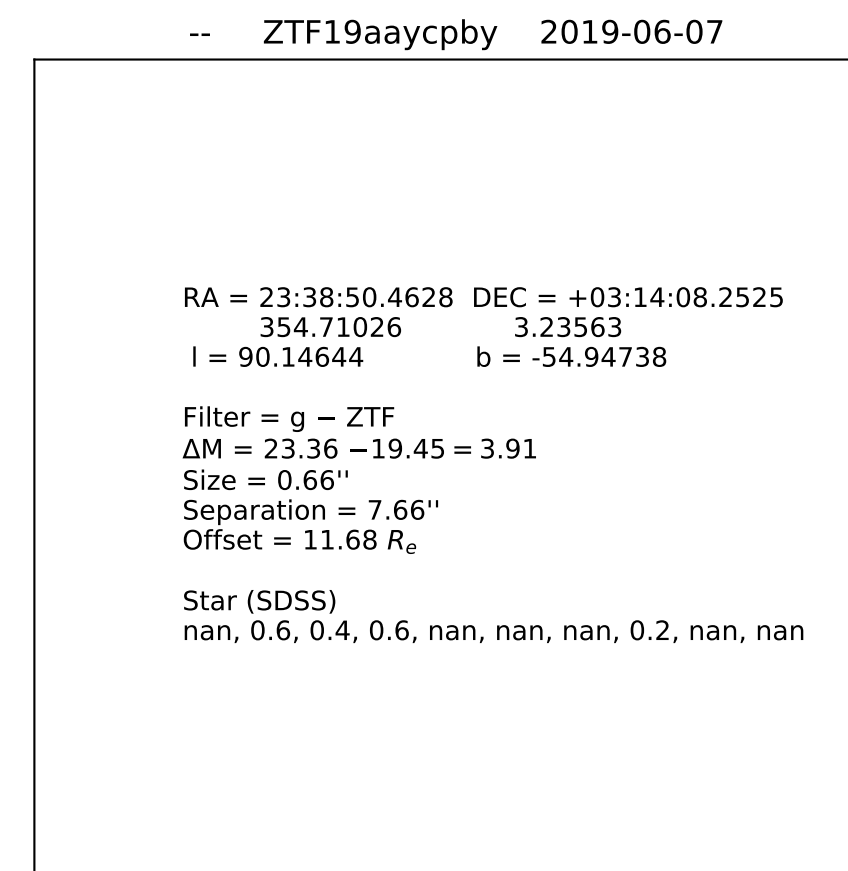 -- ZTF19aaycpby 2019-06-07
RA = 23:38:50.4628 DEC = +03:14:08.2525
354.71026 3.23563
l = 90.14644 b = -54.94738
Filter = g − ZTF
ΔM = 23.36 −19.45 = 3.91
Size = 0.66''
Separation = 7.66''
Offset = 11.68 Re
Star (SDSS)
nan, 0.6, 0.4, 0.6, nan, nan, nan, 0.2, nan, nan